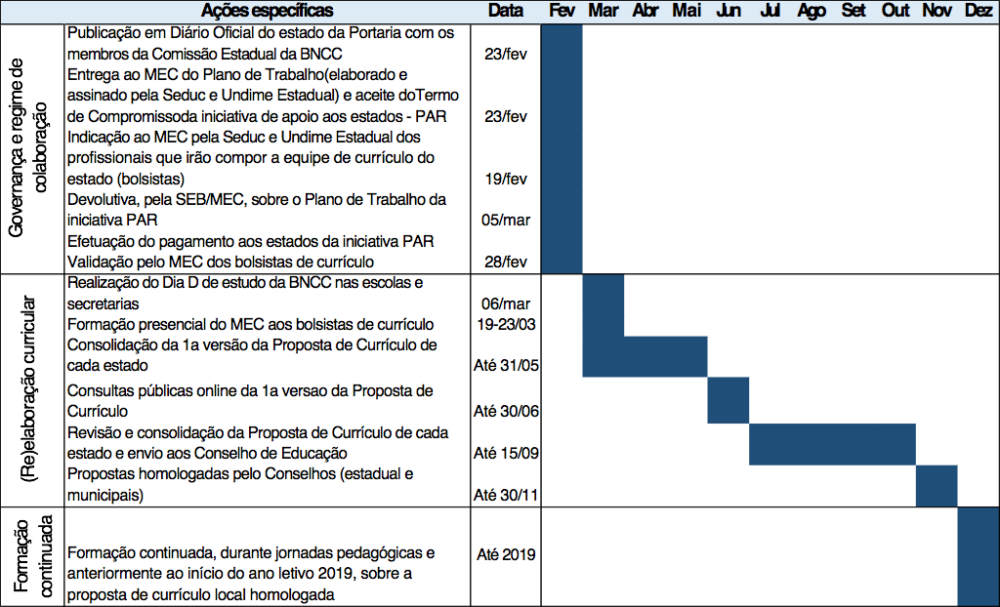 Ações específicas Data Fev Mar Abr Mai Jun Jul Ago Set Out Nov Dez
Governança e regime de
colaboração
Publicação em Diário Oficial do estado da Portaria com os
membros da Comissão Estadual da BNCC 23/fev
Entrega ao MEC do Plano de Trabalho(elaborado e
assinado pela Seduc e Undime Estadual) e aceite doTermo
de Compromissoda iniciativa de apoio aos estados - PAR 23/fev
Indicação ao MEC pela Seduc e Undime Estadual dos
profissionais que irão compor a equipe de currículo do
estado (bolsistas) 19/fev
Devolutiva, pela SEB/MEC, sobre o Plano de Trabalho da
iniciativa PAR 05/mar
Efetuação do pagamento aos estados da iniciativa PAR
Validação pelo MEC dos bolsistas de currículo 28/fev
(Re)elaboração curricular
Realização do Dia D de estudo da BNCC nas escolas e
secretarias 06/mar
Formação presencial do MEC aos bolsistas de currículo 19-23/03
Consolidação da 1a versão da Proposta de Currículo de
cada estado Até 31/05
Consultas públicas online da 1a versao da Proposta de
Currículo Até 30/06
Revisão e consolidação da Proposta de Currículo de cada
estado e envio aos Conselho de Educação Até 15/09
Propostas homologadas pelo Conselhos (estadual e
municipais) Até 30/11
Formação
continuada
Formação continuada, durante jornadas pedagógicas e Até 2019
anteriormente ao início do ano letivo 2019, sobre a
proposta de currículo local homologada